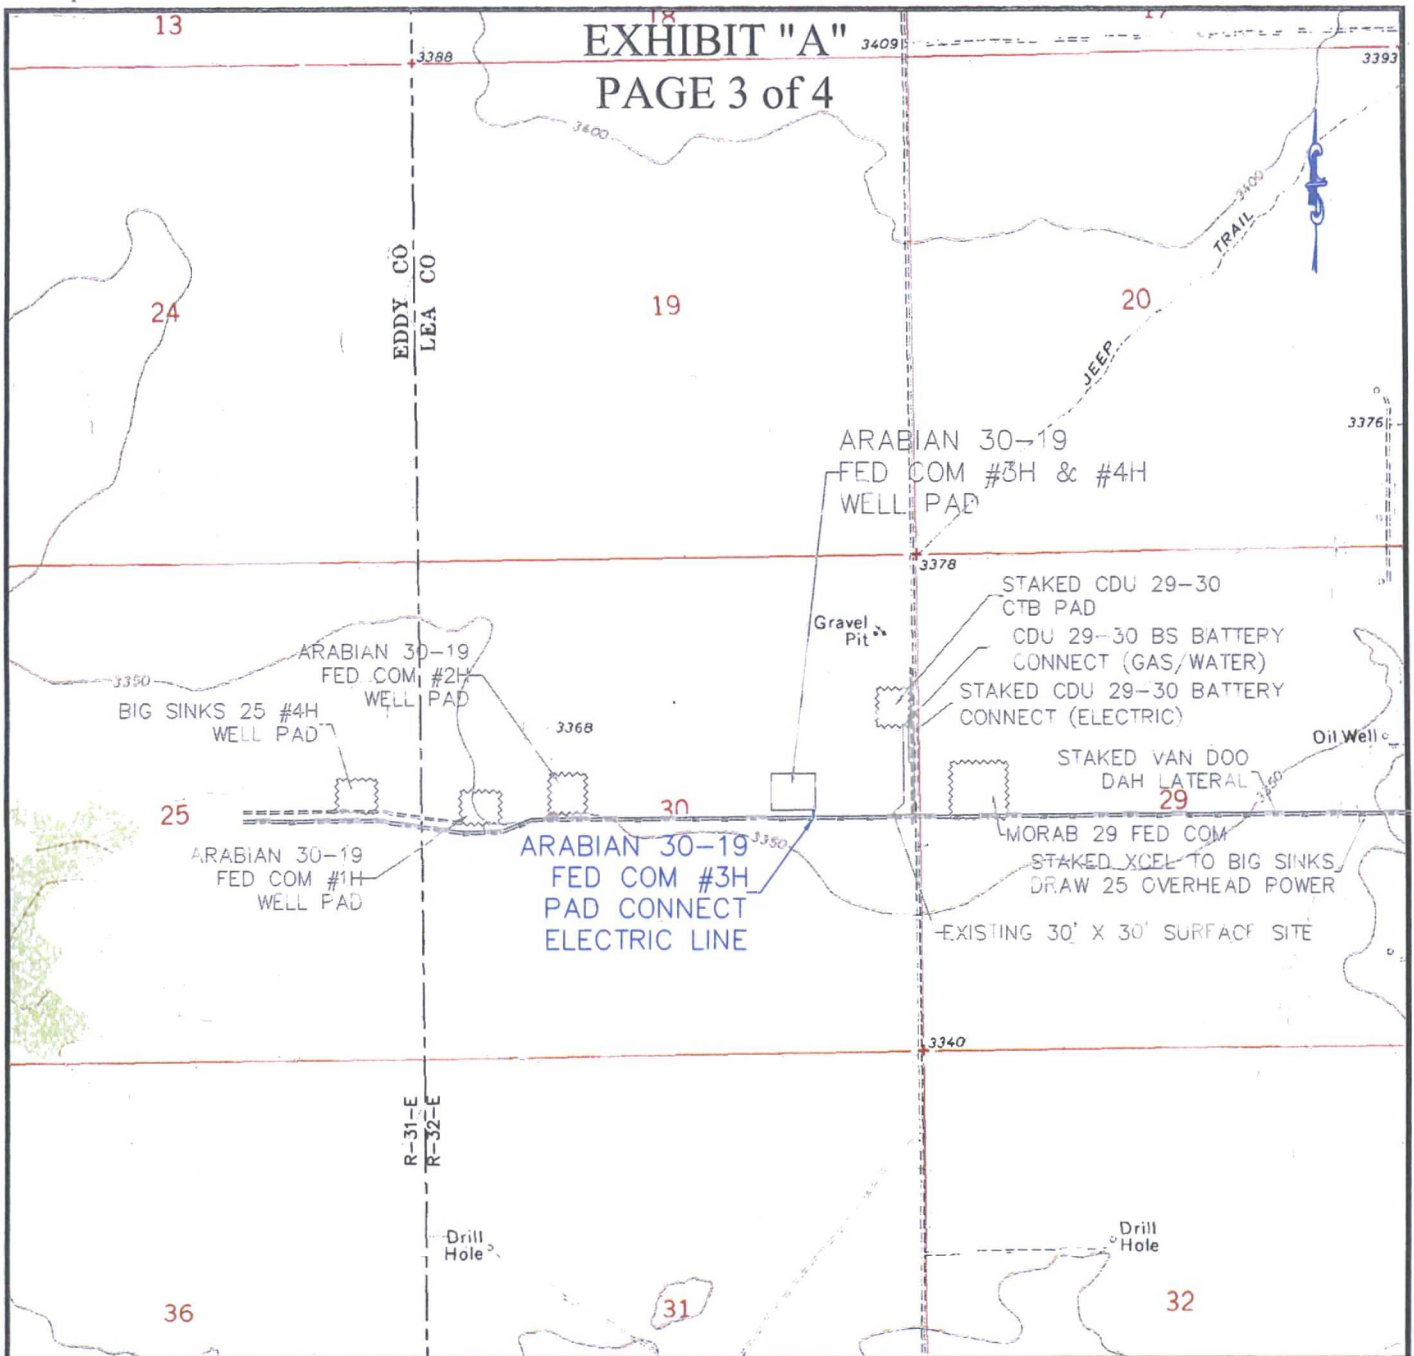 13
18
17
EXHIBIT "A"
PAGE 3 of 4
3409
3388
3393
3400
3400
TRAIL
JEEP
EDDY CO
LEA CO
24
19
20
3376
ARABIAN 30-19
FED COM #3H & #4H
WELL PAD
3378
STAKED CDU 29-30
CTB PAD
Gravel
Pit
CDU 29-30 BS BATTERY
CONNECT (GAS/WATER)
STAKED CDU 29-30 BATTERY
CONNECT (ELECTRIC)
ARABIAN 30-19
FED COM #2H
WELL PAD
3350
BIG SINKS 25 #4H
WELL PAD
3368
Oil Well
STAKED VAN DOO
DAH LATERAL
3350
25
30
29
ARABIAN 30-19
FED COM #1H
WELL PAD
ARABIAN 30-19
FED COM #3H
PAD CONNECT
ELECTRIC LINE
3350
MORAB 29 FED COM
STAKED XCEL TO BIG SINKS
DRAW 25 OVERHEAD POWER
EXISTING 30' X 30' SURFACE SITE
3340
R-31-E
R-32-E
Drill
Hole
Drill
Hole
36
31
32